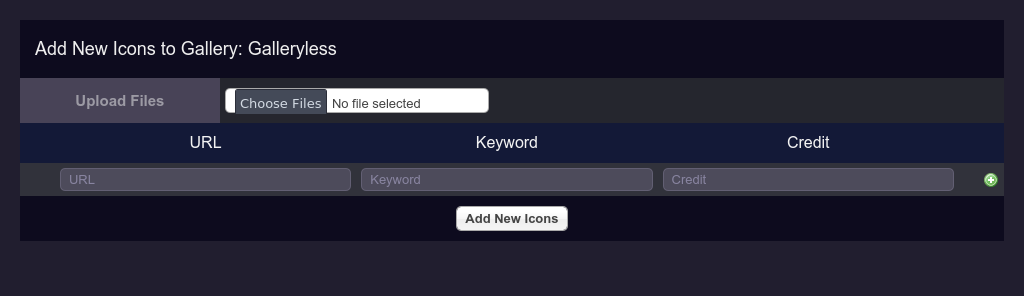 Add New Icons to Gallery: Galleryless
Upload Files Choose Files No file selected
URL Keyword Credit
URL Keyword Credit
Add New Icons